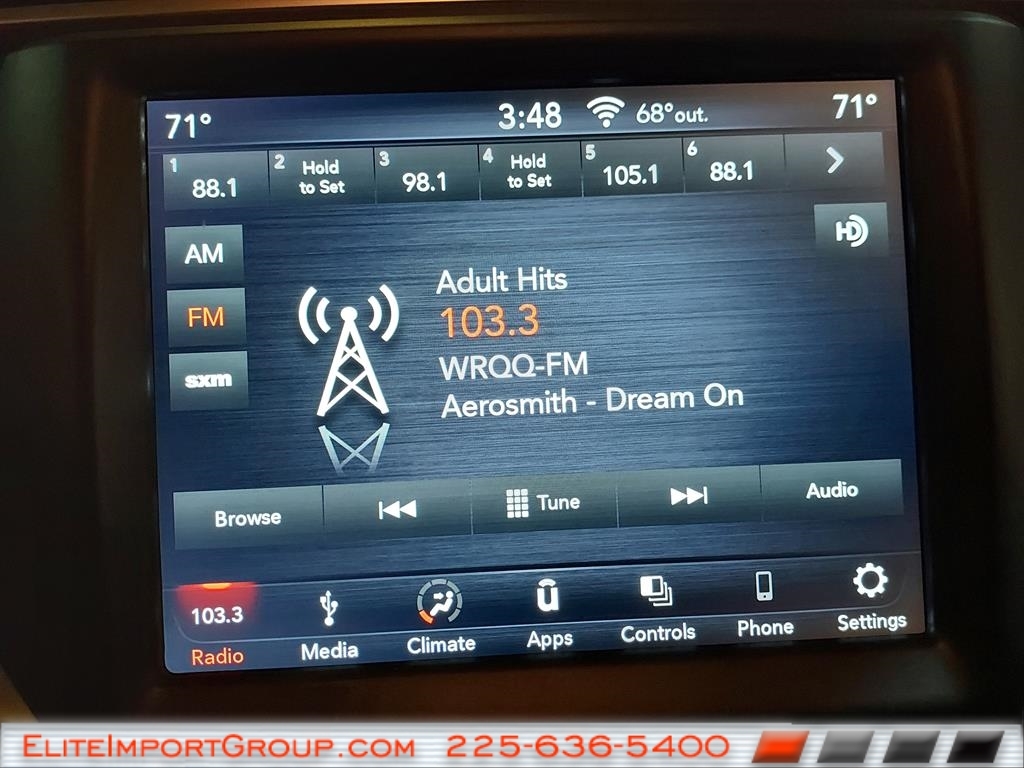 71° 3:48 68°out. 71°
1 88.1 2 Hold to Set 3 98.1 4 Hold to Set 5 105.1 6 88.1
HD
AM
FM
sxm
Adult Hits
103.3
WRQQ-FM
Aerosmith - Dream On
Browse Tune Audio
103.3
Radio Media Climate Apps Controls Phone Settings
EliteImportGroup.com 225-636-5400